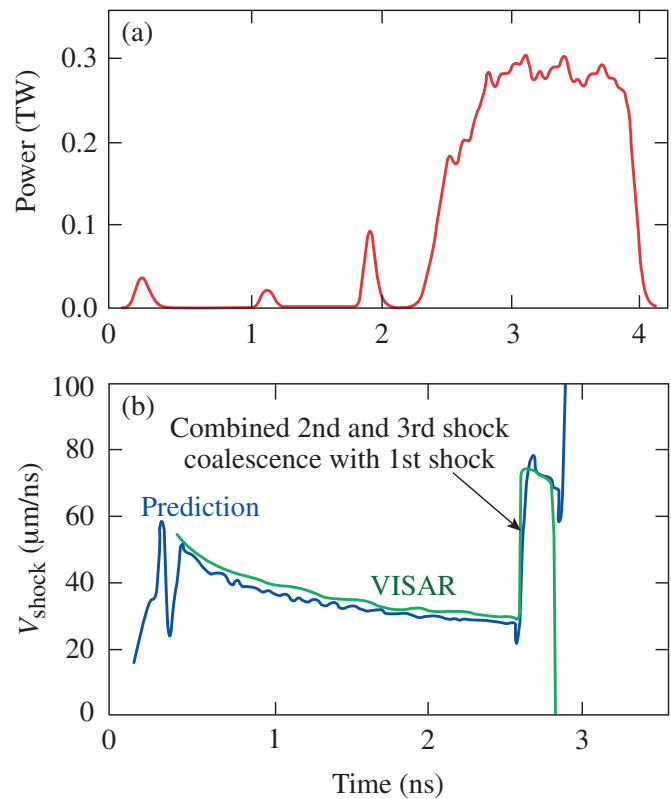 (a)
Power (TW)
0.3
0.2
0.1
0.0
0 1 2 3 4
(b)
V_shock (μm/ns)
100
80
60
40
20
0
Combined 2nd and 3rd shock
coalescence with 1st shock
Prediction
VISAR
0 1 2 3
Time (ns)